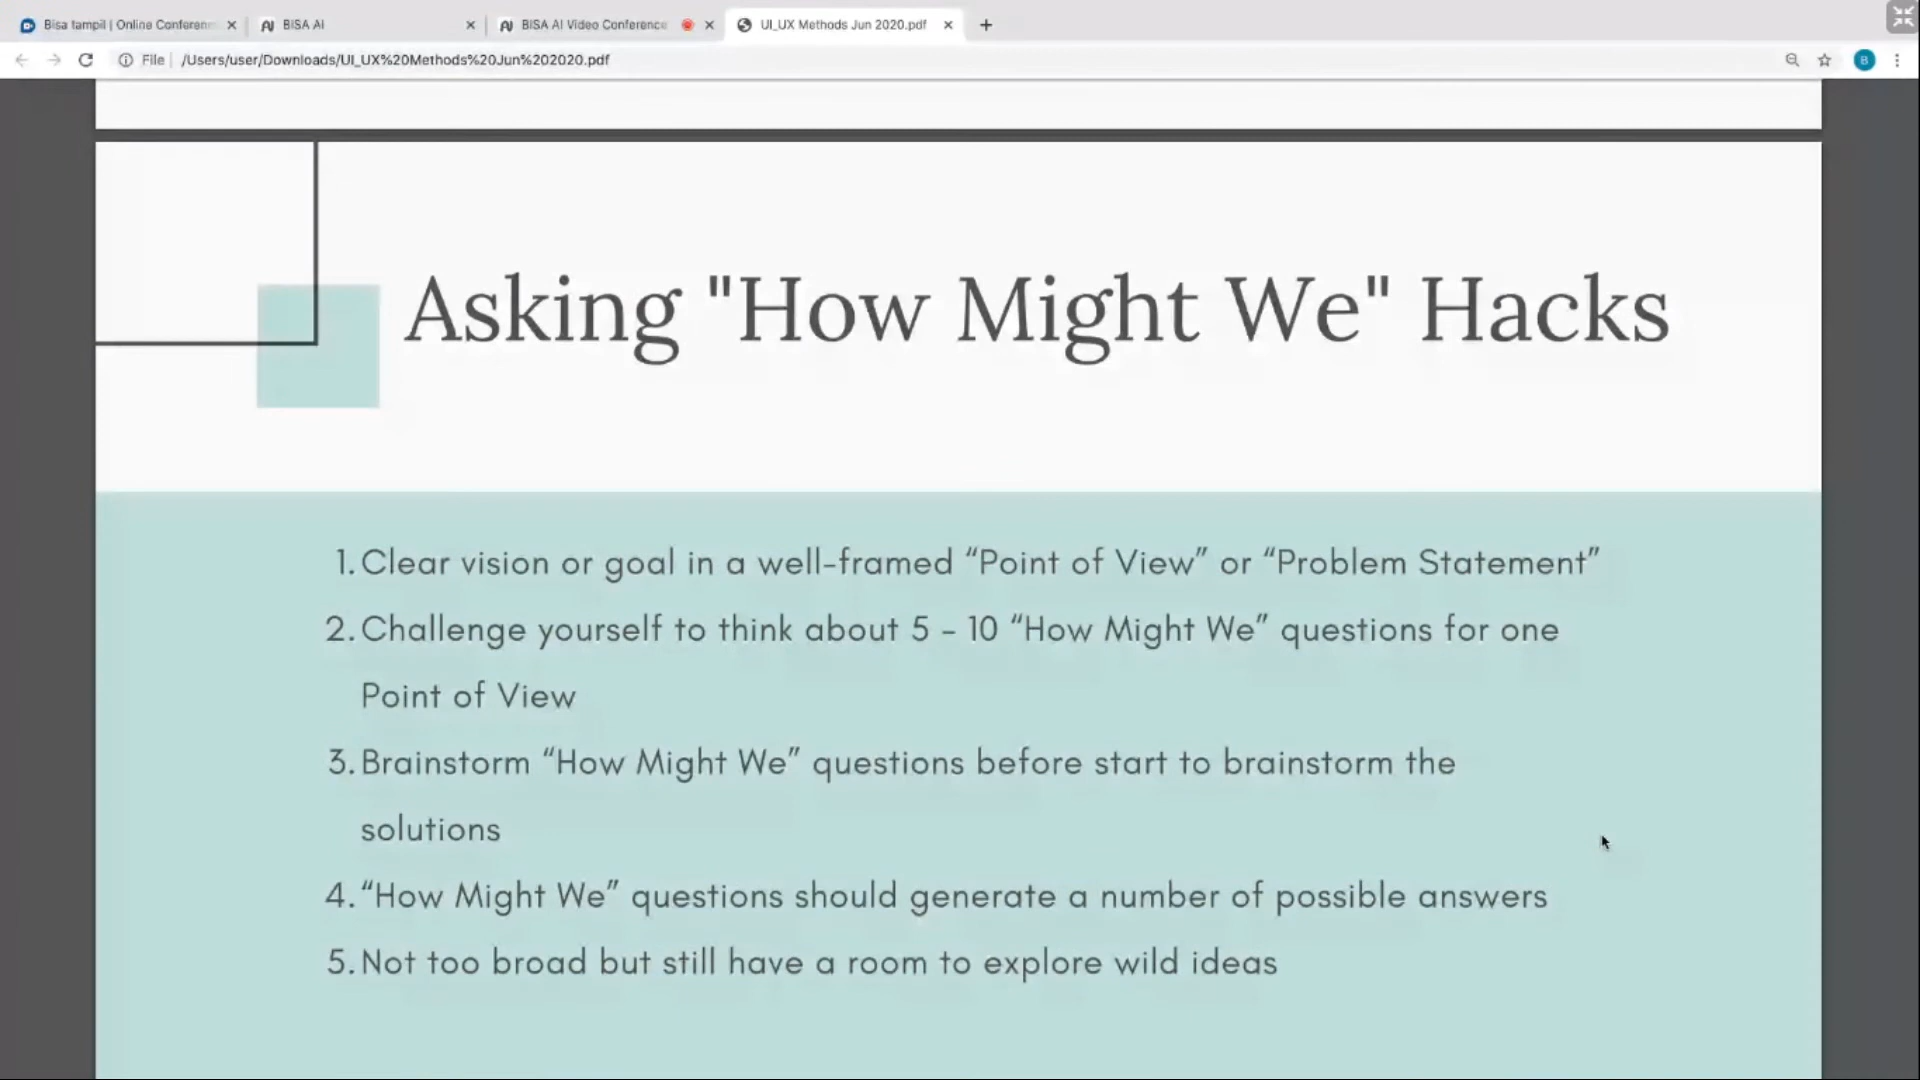 Bisa tampil | Online Conferen
BISA AI
BISA AI Video Conference
UI_UX Methods Jun 2020.pdf
File
/Users/user/Downloads/UI_UX%20Methods%20Jun%202020.pdf
B
Asking "How Might We" Hacks
1. Clear vision or goal in a well-framed “Point of View” or “Problem Statement”
2. Challenge yourself to think about 5 - 10 “How Might We” questions for one
Point of View
3. Brainstorm “How Might We” questions before start to brainstorm the
solutions
4. “How Might We” questions should generate a number of possible answers
5. Not too broad but still have a room to explore wild ideas